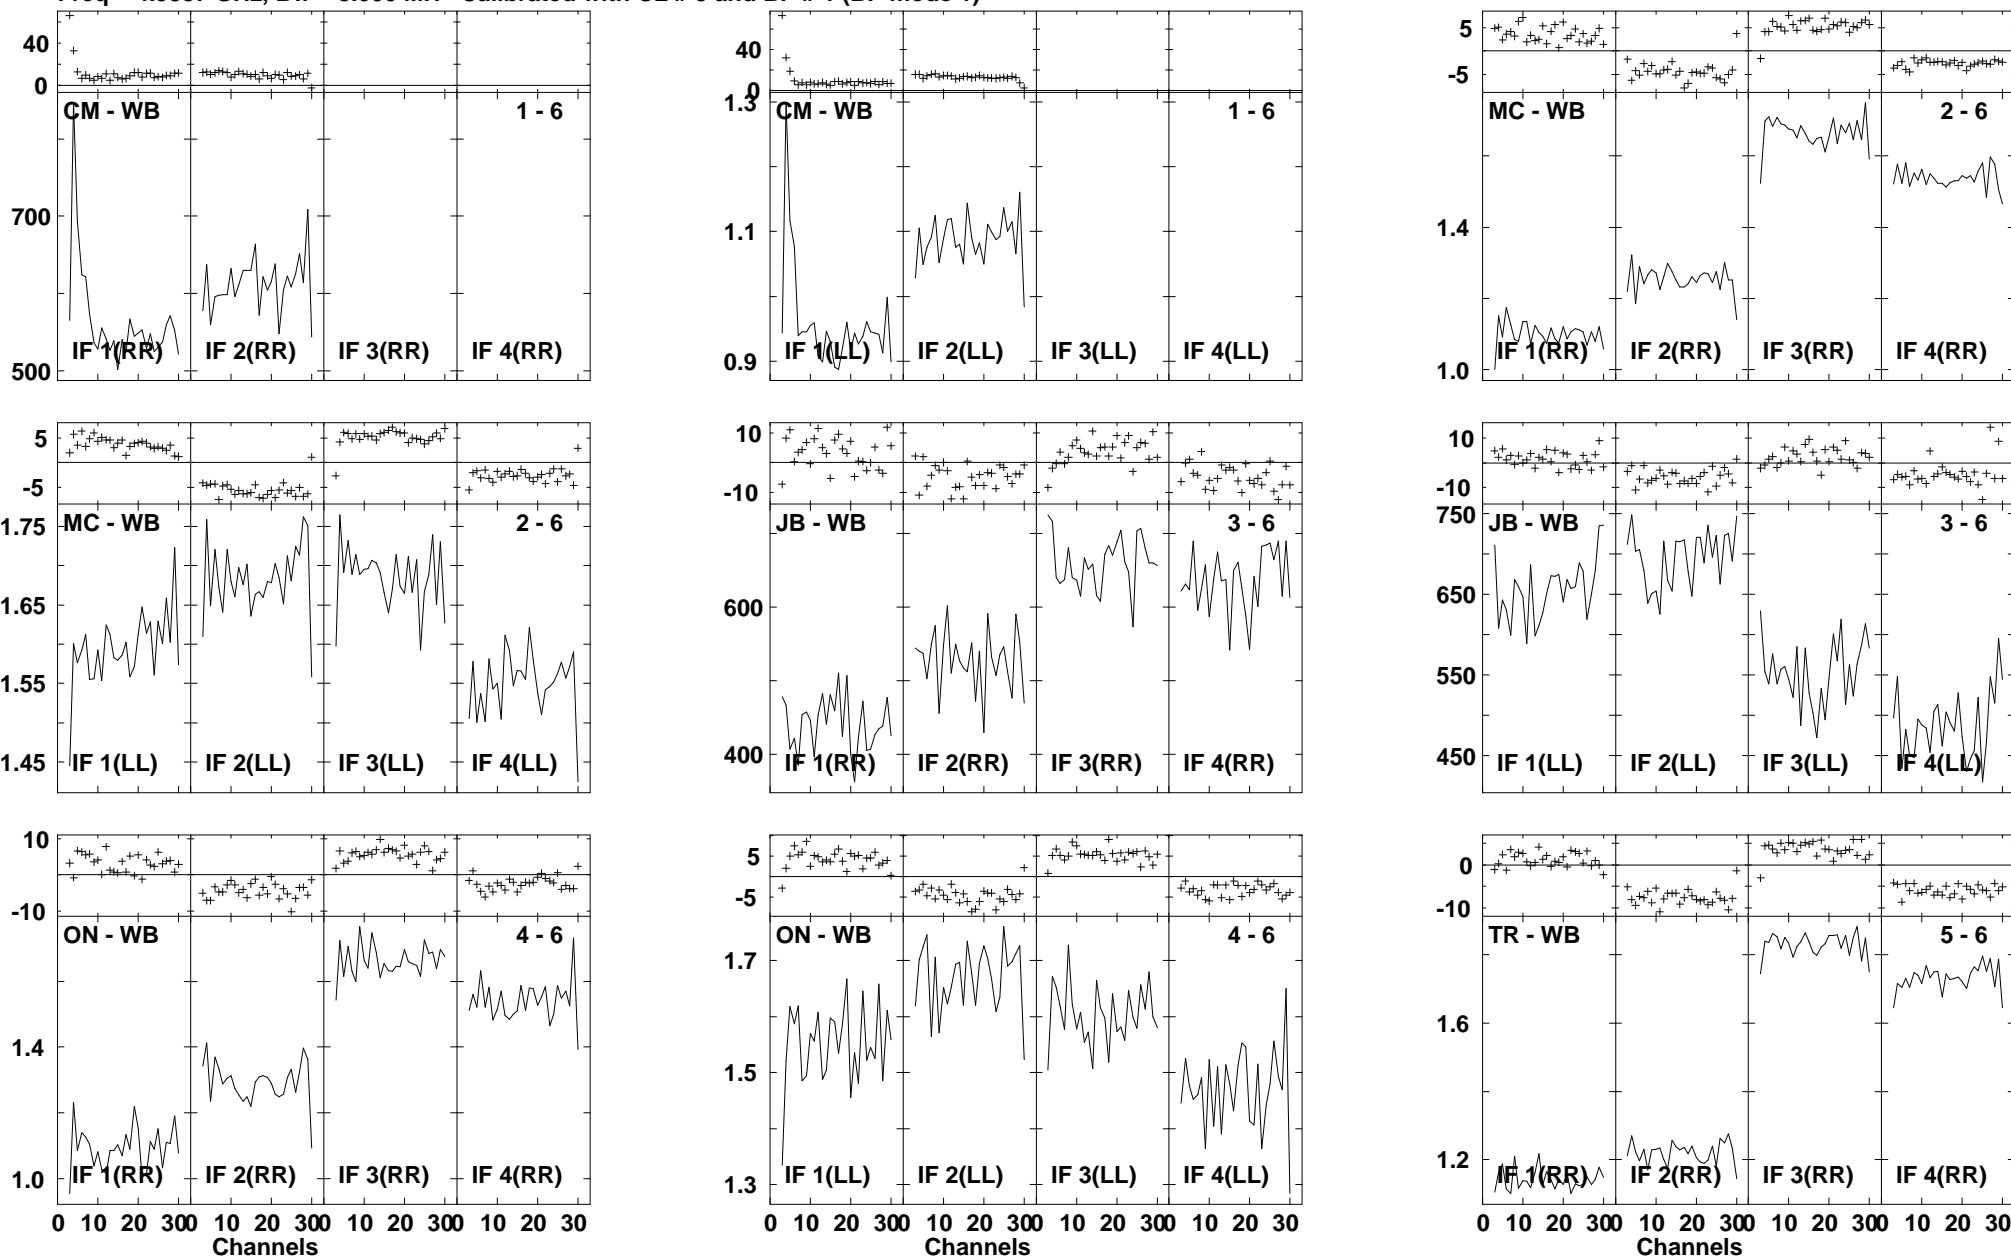 40
0
CM - WB
1 - 6
700
500
IF 1(RR)
IF 2(RR)
IF 3(RR)
IF 4(RR)
40
0
1.3
CM - WB
1 - 6
1.1
0.9
IF 1(LL)
IF 2(LL)
IF 3(LL)
IF 4(LL)
5
-5
MC - WB
2 - 6
1.4
1.0
IF 1(RR)
IF 2(RR)
IF 3(RR)
IF 4(RR)
5
-5
1.75
MC - WB
2 - 6
1.65
1.55
1.45
IF 1(LL)
IF 2(LL)
IF 3(LL)
IF 4(LL)
10
-10
JB - WB
3 - 6
600
400
IF 1(RR)
IF 2(RR)
IF 3(RR)
IF 4(RR)
10
-10
750
JB - WB
3 - 6
650
550
450
IF 1(LL)
IF 2(LL)
IF 3(LL)
IF 4(LL)
10
-10
ON - WB
4 - 6
1.4
1.0
IF 1(RR)
IF 2(RR)
IF 3(RR)
IF 4(RR)
0 10 20 30 0 10 20 30 0 10 20 30 0 10 20 30
Channels
5
-5
ON - WB
4 - 6
1.7
1.5
1.3
IF 1(LL)
IF 2(LL)
IF 3(LL)
IF 4(LL)
0 10 20 30 0 10 20 30 0 10 20 30 0 10 20 30
Channels
0
-10
TR - WB
5 - 6
1.6
1.2
IF 1(RR)
IF 2(RR)
IF 3(RR)
IF 4(RR)
0 10 20 30 0 10 20 30 0 10 20 30 0 10 20 30
Channels